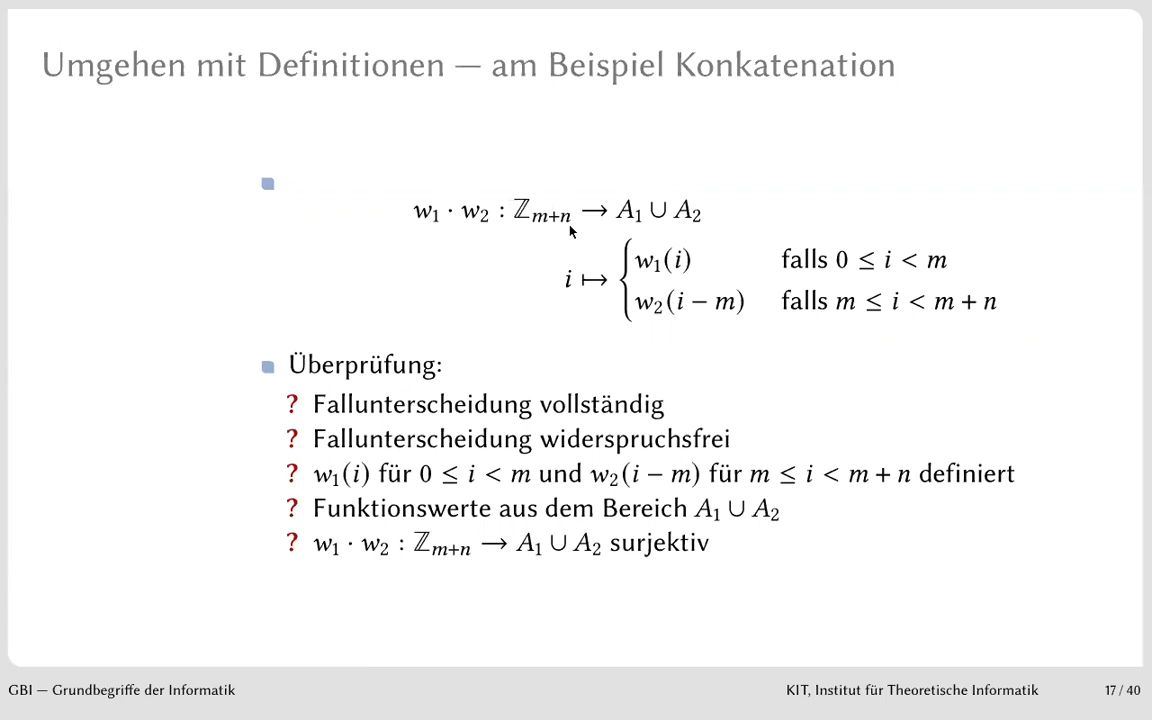 Umgehen mit Definitionen — am Beispiel Konkatenation
w₁ · w₂ : ℤₘ₊ₙ → A₁ ∪ A₂
i ↦ { w₁(i) falls 0 ≤ i < m
w₂(i − m) falls m ≤ i < m + n
Überprüfung:
? Fallunterscheidung vollständig
? Fallunterscheidung widerspruchsfrei
? w₁(i) für 0 ≤ i < m und w₂(i − m) für m ≤ i < m + n definiert
? Funktionswerte aus dem Bereich A₁ ∪ A₂
? w₁ · w₂ : ℤₘ₊ₙ → A₁ ∪ A₂ surjektiv
GBI — Grundbegriffe der Informatik KIT, Institut für Theoretische Informatik 17 / 40